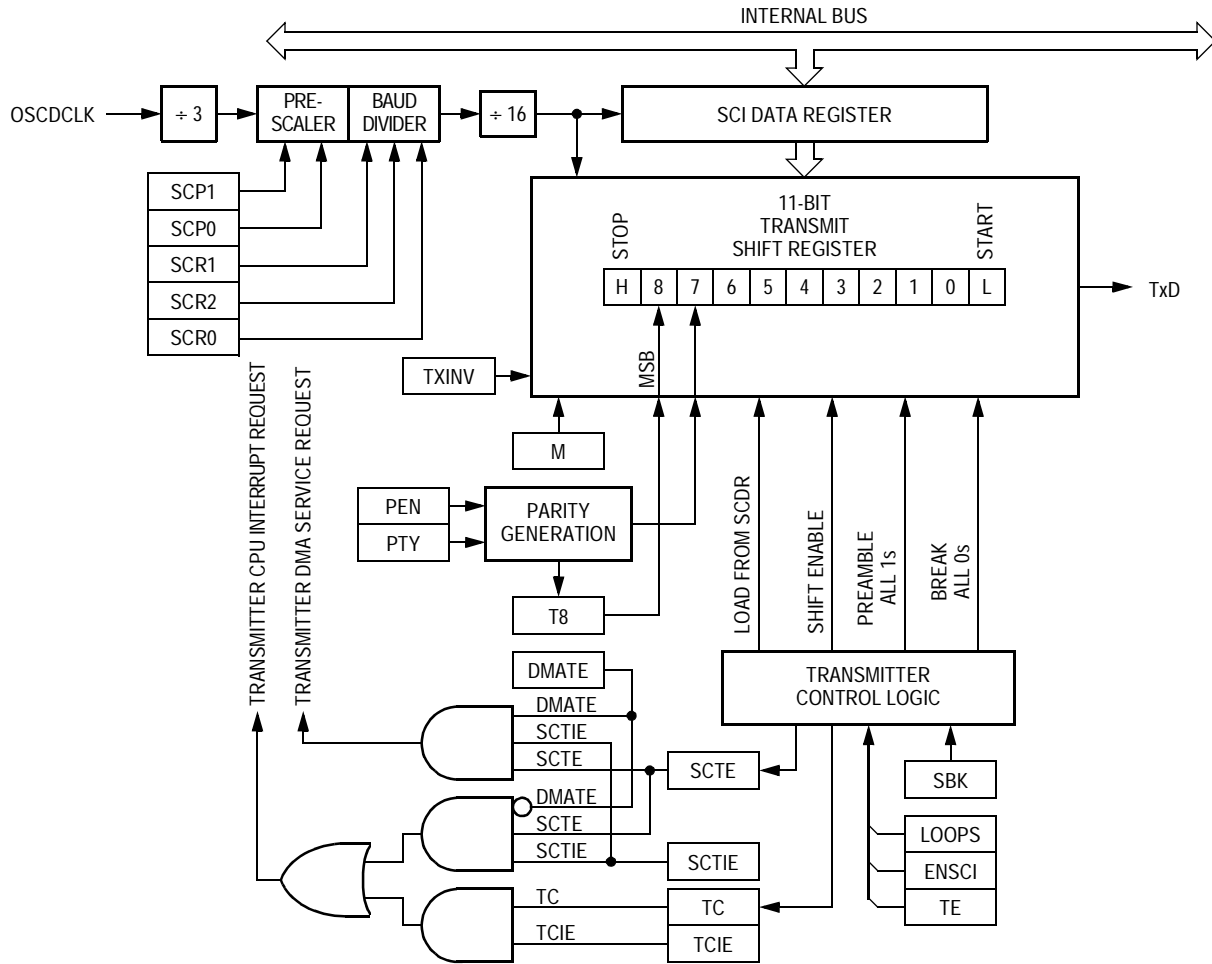 INTERNAL BUS
OSCDCLK
÷ 3
PRE-
SCALER
BAUD
DIVIDER
÷ 16
SCI DATA REGISTER
SCP1
SCP0
SCR1
SCR2
SCR0
11-BIT
TRANSMIT
SHIFT REGISTER
STOP
START
H 8 7 6 5 4 3 2 1 0 L
TxD
TXINV
MSB
M
PEN
PTY
PARITY
GENERATION
T8
TRANSMITTER CPU INTERRUPT REQUEST
TRANSMITTER DMA SERVICE REQUEST
LOAD FROM SCDR
SHIFT ENABLE
PREAMBLE
ALL 1s
BREAK
ALL 0s
TRANSMITTER
CONTROL LOGIC
DMATE
DMATE
SCTIE
SCTE
SCTE
DMATE
SCTE
SCTIE
SCTIE
TC
TC
TCIE
TCIE
SBK
LOOPS
ENSCI
TE